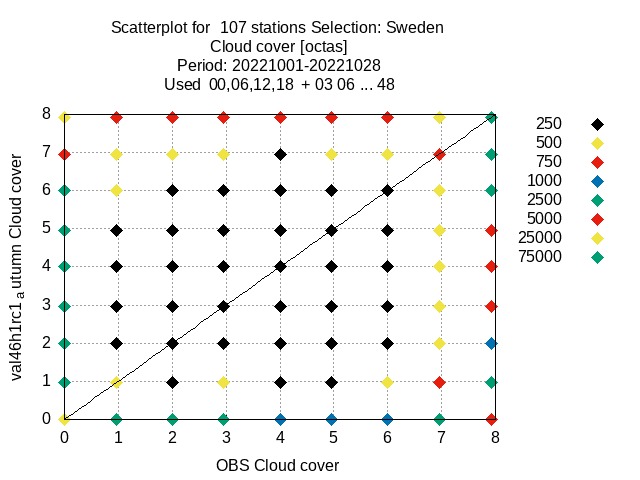 Scatterplot for 107 stations Selection: Sweden
Cloud cover [octas]
Period: 20221001-20221028
Used 00,06,12,18 + 03 06 ... 48
8
7
6
5
4
3
2
1
0
val46h1rc1 a utumn Cloud cover
0 1 2 3 4 5 6 7 8
OBS Cloud cover
250
500
750
1000
2500
5000
25000
75000